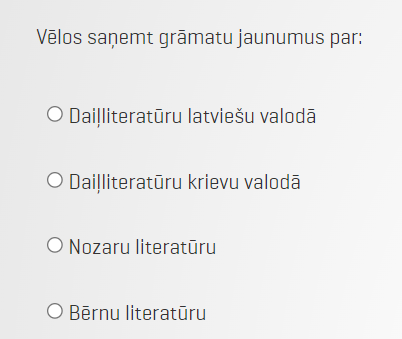 Vēlos saņemt grāmatu jaunumus par:
Daiļliteratūru latviešu valodā
Daiļliteratūru krievu valodā
Nozaru literatūru
Bērnu literatūru